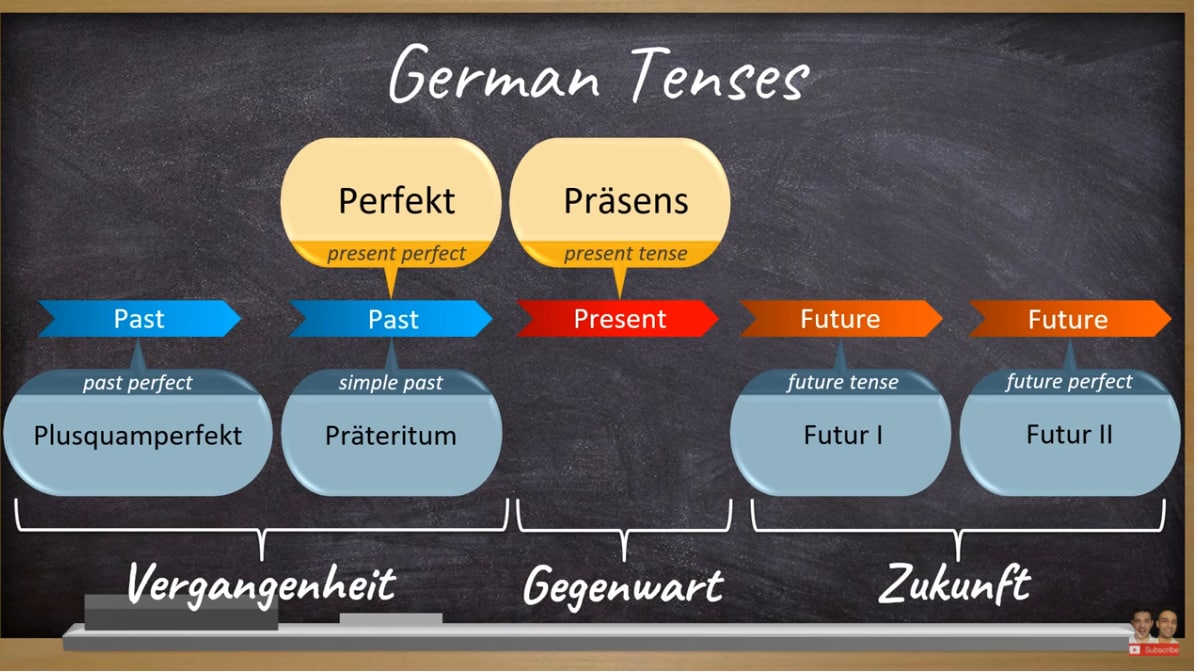 German Tenses
Perfekt
present perfect
Präsens
present tense
Past
Past
Present
Future
Future
past perfect
Plusquamperfekt
simple past
Präteritum
future tense
Futur I
future perfect
Futur II
Vergangenheit
Gegenwart
Zukunft
Subscribe